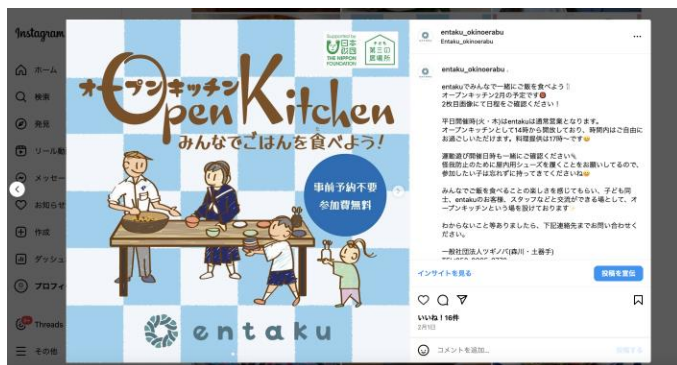 Instagram
ホーム
検索
発見
リール動
メッセー
お知らせ
作成
ダッシュ
プロフィ
Threads
その他
Supported by
日本財団
THE NIPPON
FOUNDATION
子ども
第三の
居場所
オープンキッチン
Open Kitchen
みんなでごはんを食べよう!
事前予約不要
参加費無料
entaku
entaku_okinoerabu
Entaku_okinoerabu
entaku_okinoerabu .
entakuでみんなで一緒にご飯を食べよう
オープンキッチン2月の予定です
2枚目画像にて日程をご確認ください!
平日開催時(火・木)はentakuは通常営業となります。
オープンキッチンとして14時から開放しており、時間内はご自由に
お過ごしいただけます。料理提供は17時〜です
運動遊び開催日時も一緒にご確認ください
怪我防止のために屋内用シューズを履くことをお願いしてるので、
参加したい子は忘れずに持ってきてくださいね
みんなでご飯を食べることの楽しさを感じてもらい、子ども同
士、entakuのお客様、スタッフなどと交流ができる場として、オ
ープンキッチンという場を設けております
わからないこと等ありましたら、下記連絡先までお問い合わせく
ださい。
一般社団法人ツギノバ(森川・土器手)
インサイトを見る
投稿を宣伝
いいね!16件
2月1日
コメントを追加...
投稿する